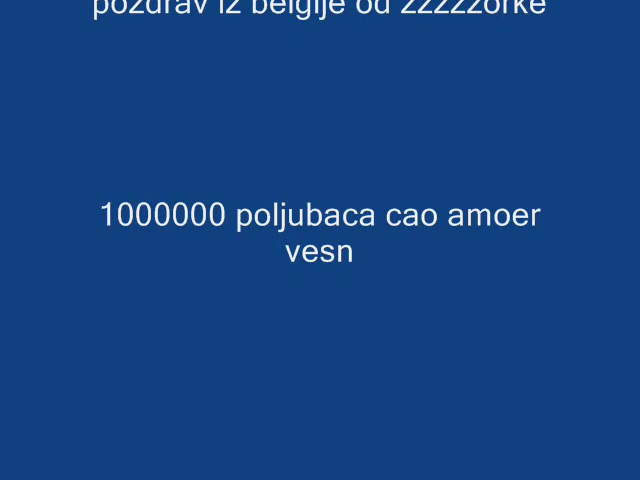 pozdrav iz belgije od zzzzzorke
1000000 poljubaca cao amoer
vesn